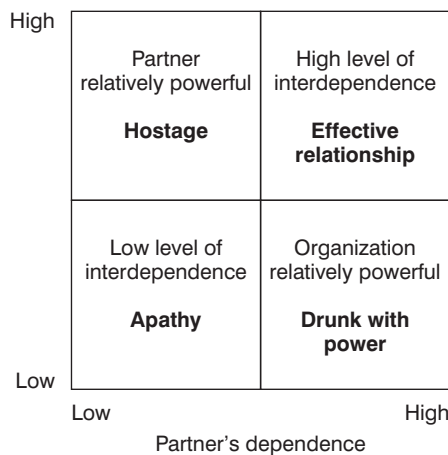 High
Partner
relatively powerful
Hostage
High level of
interdependence
Effective
relationship
Low level of
interdependence
Apathy
Organization
relatively powerful
Drunk with
power
Low
Low
High
Partner's dependence